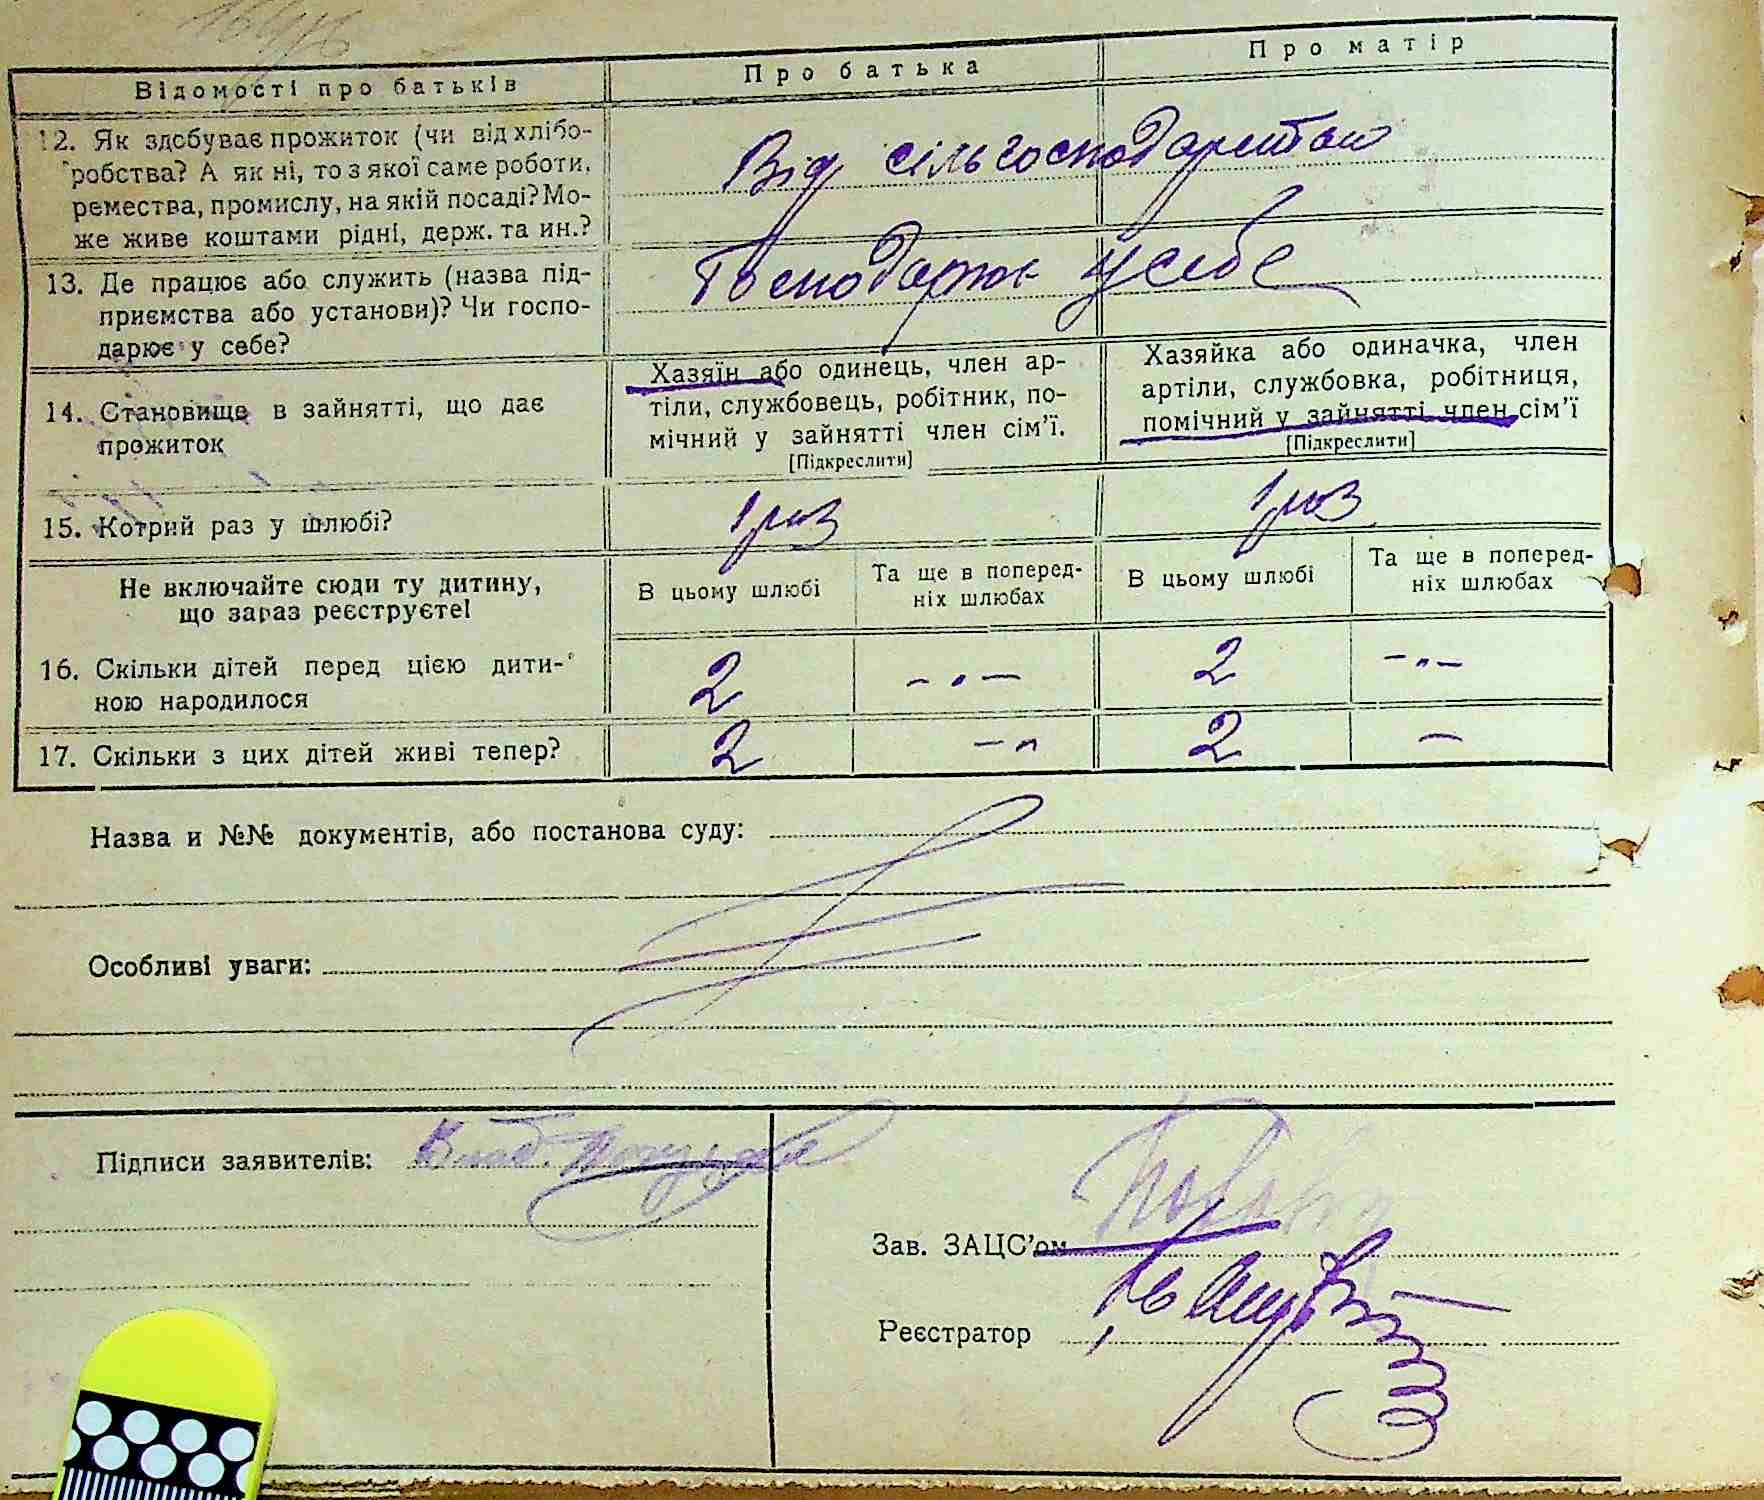 Відомості про батьків
Про батька
Про матір
12. Як здобуває прожиток (чи від хлібо-
робства? А як ні, то з якої саме роботи,
ремества, промислу, на якій посаді? Мо-
же живе коштами рідні, держ. та ин.?
Від сільгосподарства
13. Де працює або служить (назва під-
приємства або установи)? Чи госпо-
дарює у себе?
Господарює у себе
14. Становище в зайнятті, що дає
прожиток
Хазяїн або одинець, член ар-
тіли, службовець, робітник, по-
мічний у зайнятті член сім'ї.
[Підкреслити]
Хазяйка або одиначка, член
артіли, службовка, робітниця,
помічний у зайнятті член сім'ї
[Підкреслити]
15. Котрий раз у шлюбі?
1 раз
1 раз
Не включайте сюди ту дитину,
що зараз реєструєте!
В цьому шлюбі
Та ще в поперед-
ніх шлюбах
В цьому шлюбі
Та ще в поперед-
ніх шлюбах
16. Скільки дітей перед цією дити-
ною народилося
2
- „ -
2
- „ -
17. Скільки з цих дітей живі тепер?
2
- „
2
-
Назва и №№ документів, або постанова суду:
Особливі уваги:
Підписи заявителів:
Зав. ЗАЦС'ом
Реєстратор